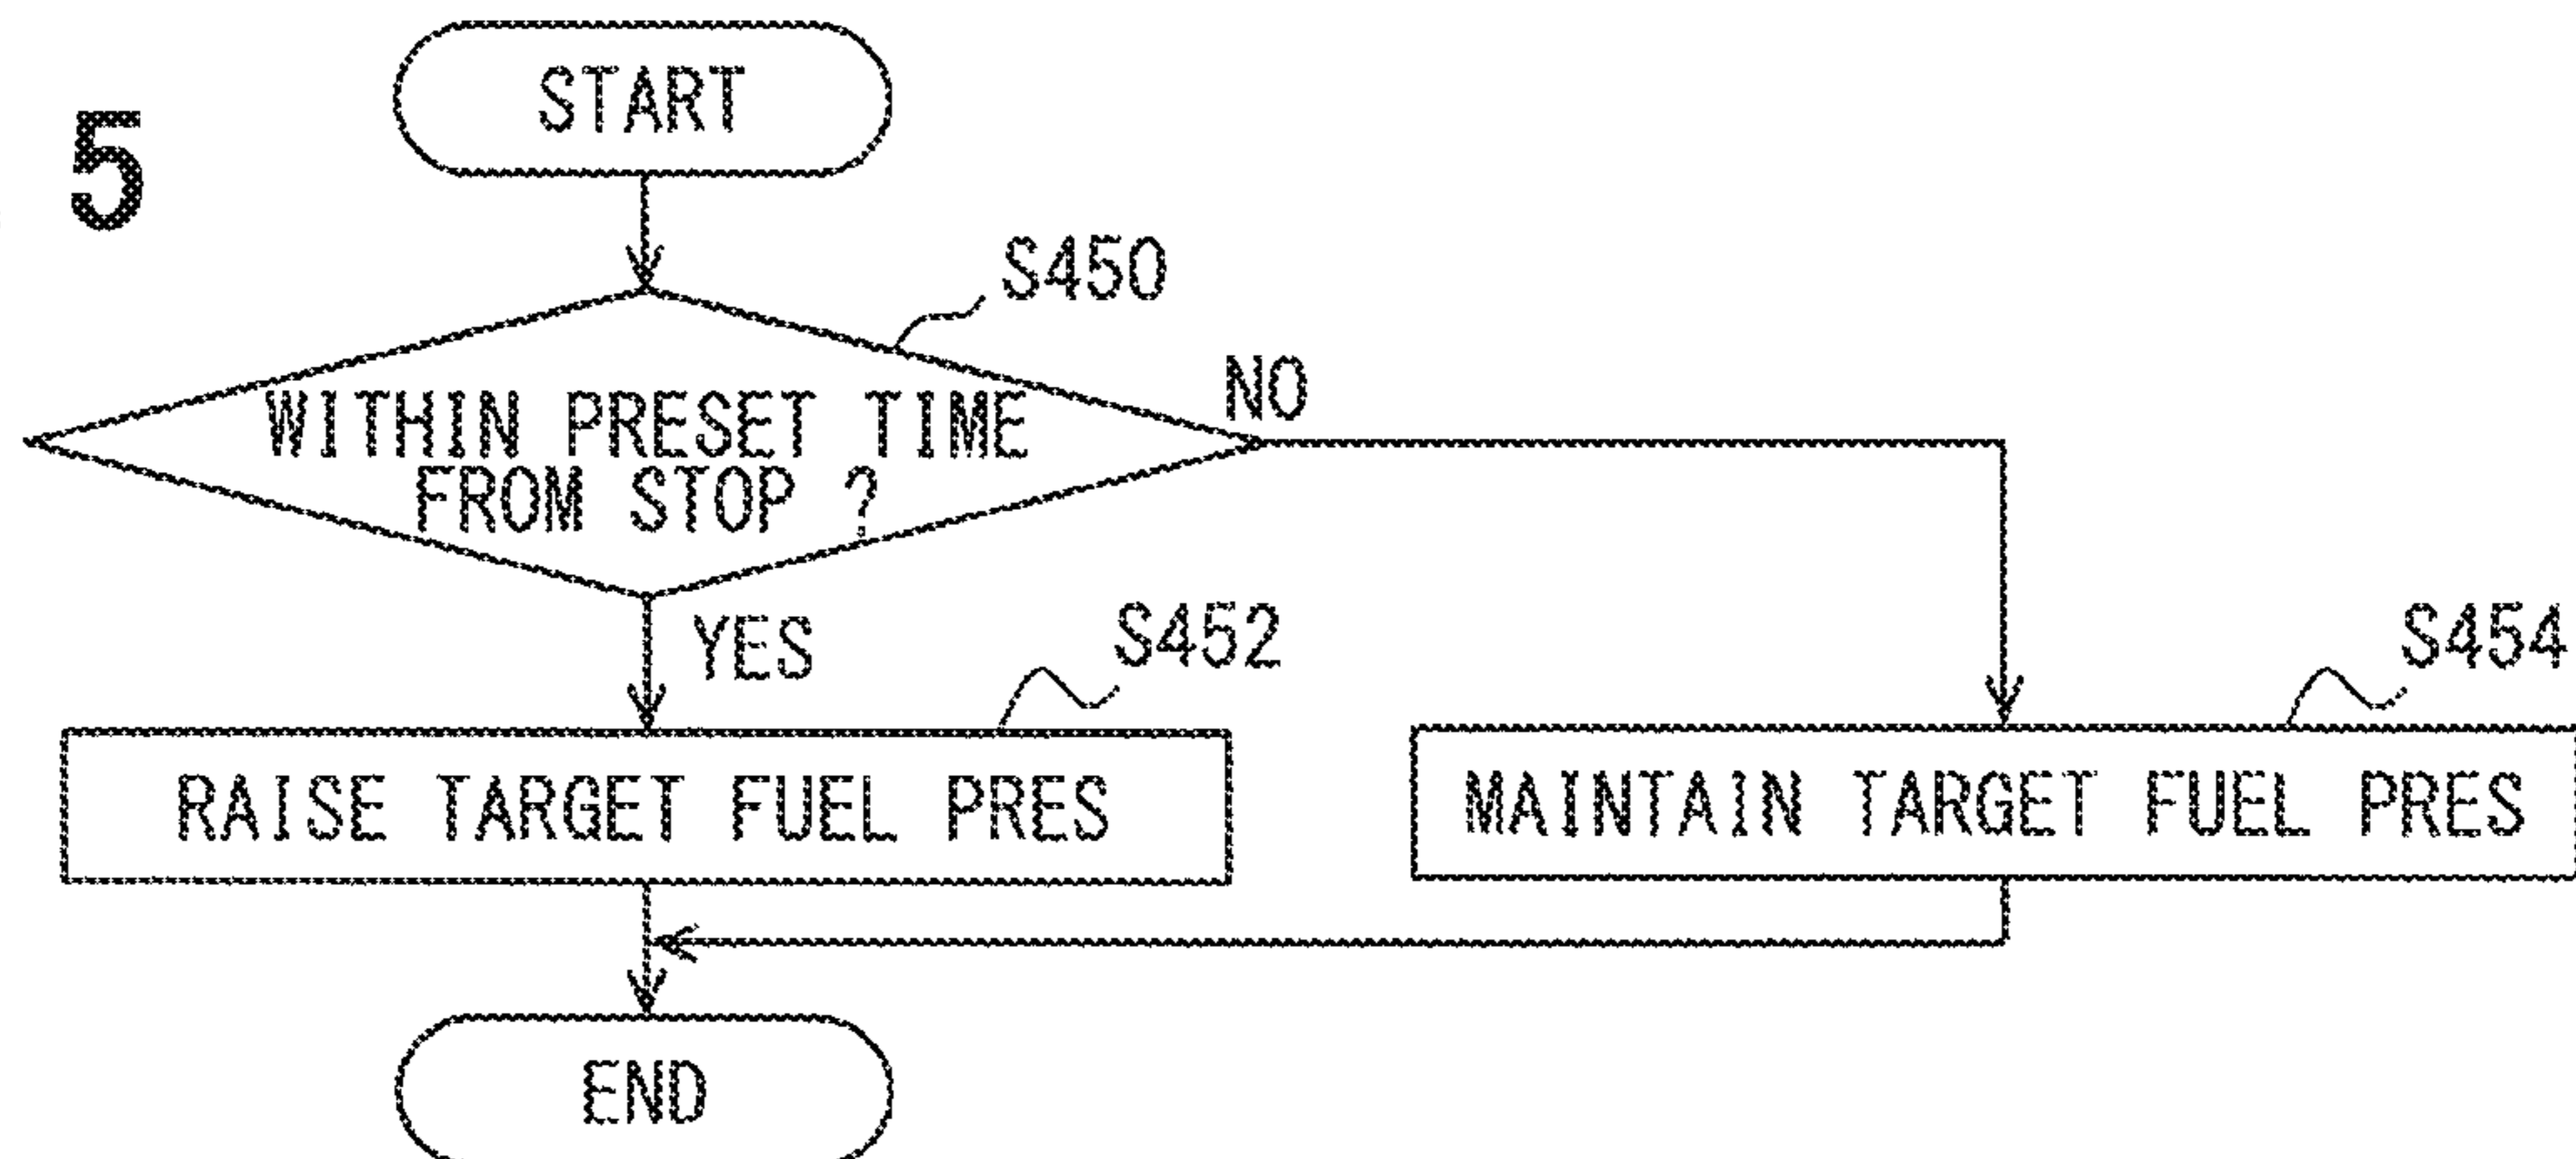 5
START
S450
WITHIN PRESET TIME
FROM STOP ?
NO
YES
S452
S454
RAISE TARGET FUEL PRES
MAINTAIN TARGET FUEL PRES
END